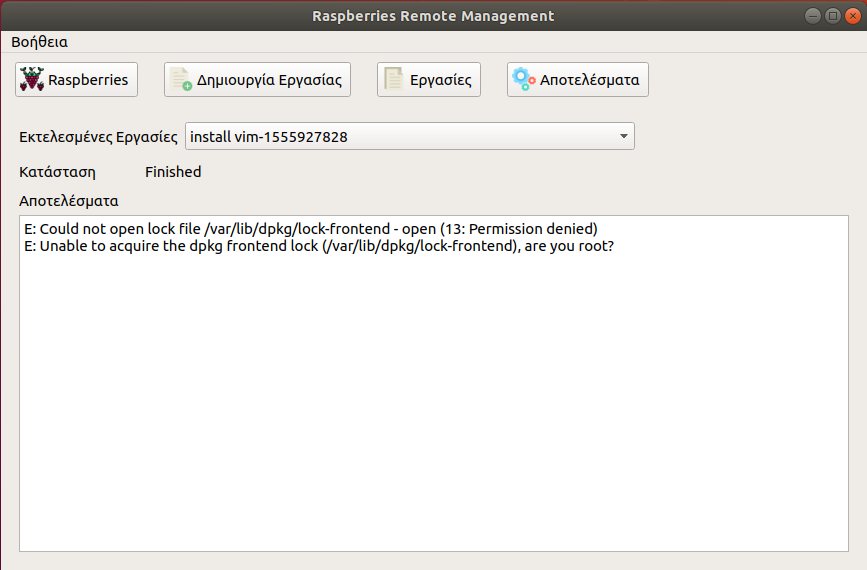 Raspberries Remote Management
Βοήθεια
Raspberries Δημιουργία Εργασίας Εργασίες Αποτελέσματα
Εκτελεσμένες Εργασίες install vim-1555927828
Κατάσταση Finished
Αποτελέσματα
E: Could not open lock file /var/lib/dpkg/lock-frontend - open (13: Permission denied)
E: Unable to acquire the dpkg frontend lock (/var/lib/dpkg/lock-frontend), are you root?